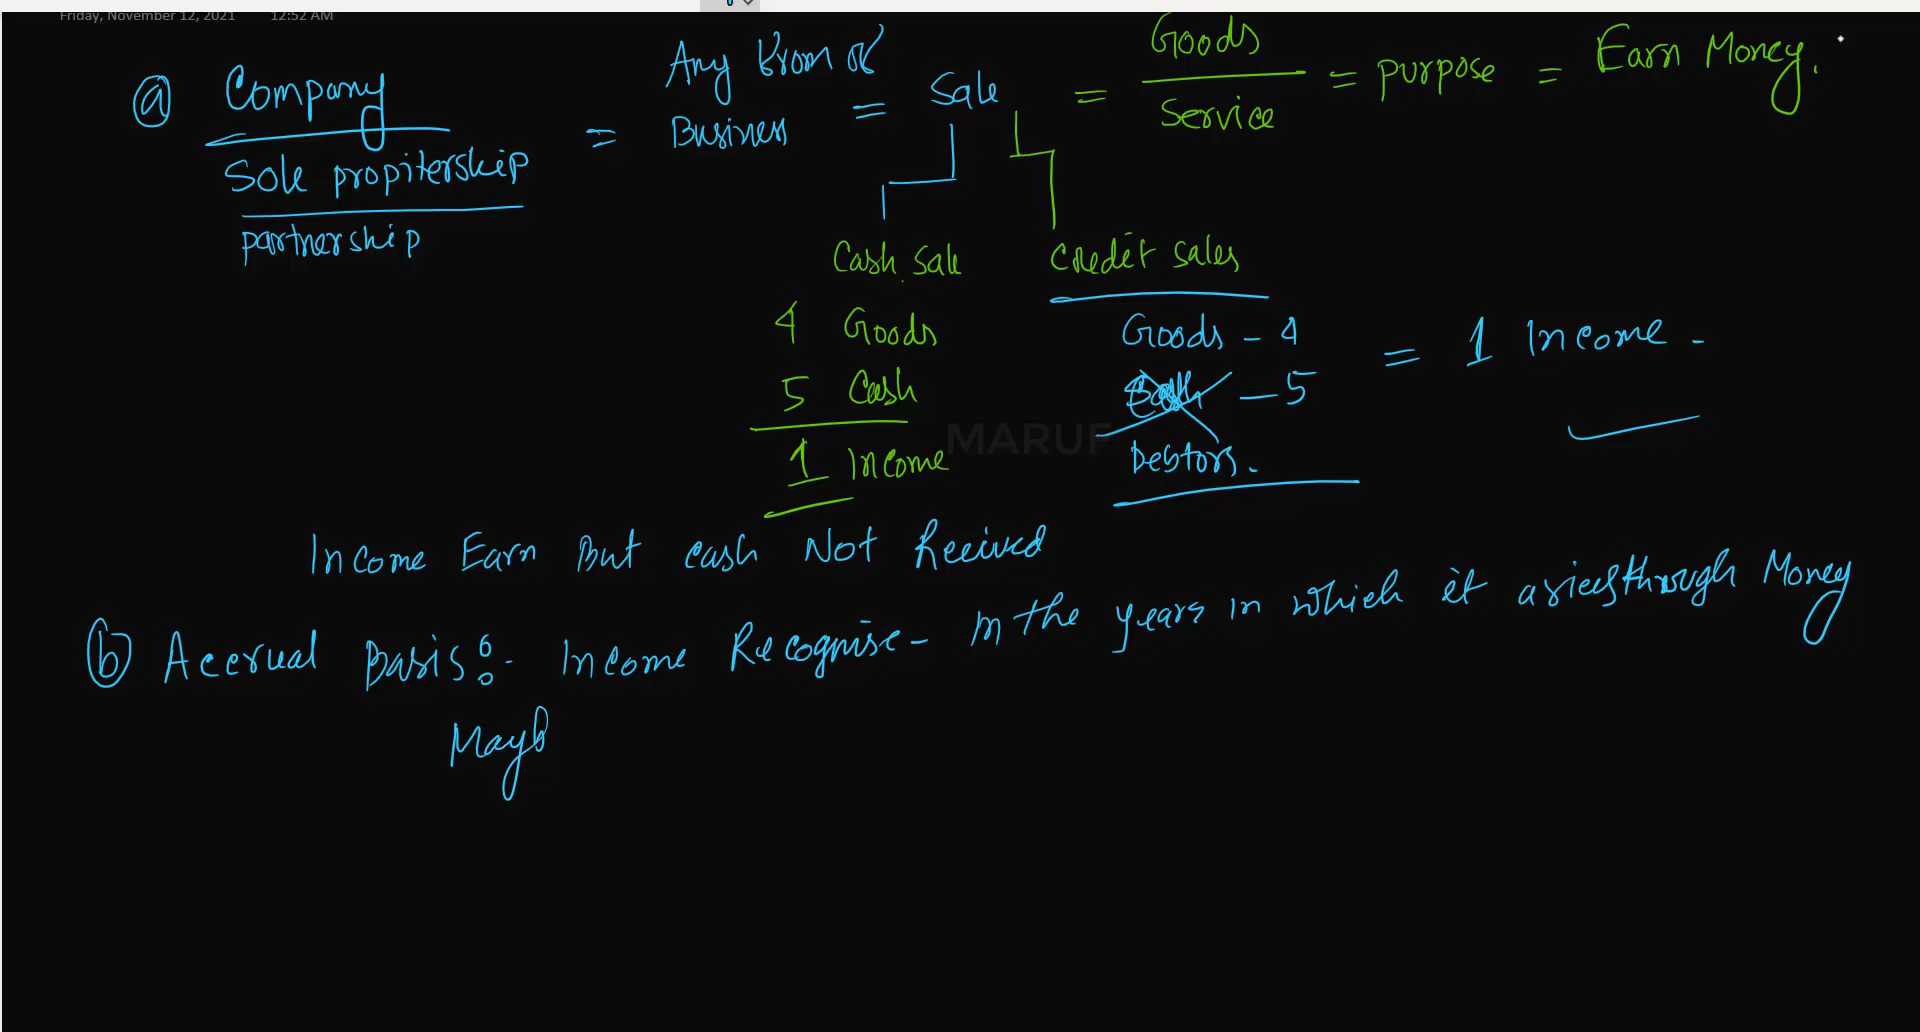 Friday, November 12, 2021 12:52 AM
ⓐ Company
Sole propitership
partnership
= Any From of
Business
= Sale
= Goods
Service
= purpose = Earn Money.
Cash Sale
4 Goods
5 Cash
1 Income
Credit sales
Goods - 4
Cash - 5
Debtors.
= 1 Income -
MARUF
Income Earn But cash Not Received
ⓑ Accrual Basis :- Income Recognise - In the years in which it arises through Money
Mayb